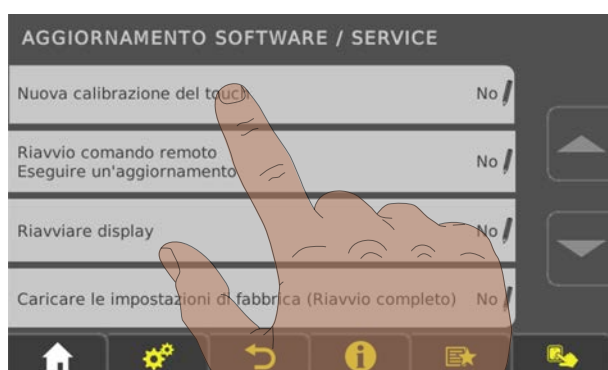 AGGIORNAMENTO SOFTWARE / SERVICE
Nuova calibrazione del touch No
Riavvio comando remoto
Eseguire un'aggiornamento No
Riavviare display No
Caricare le impostazioni di fabbrica (Riavvio completo) No